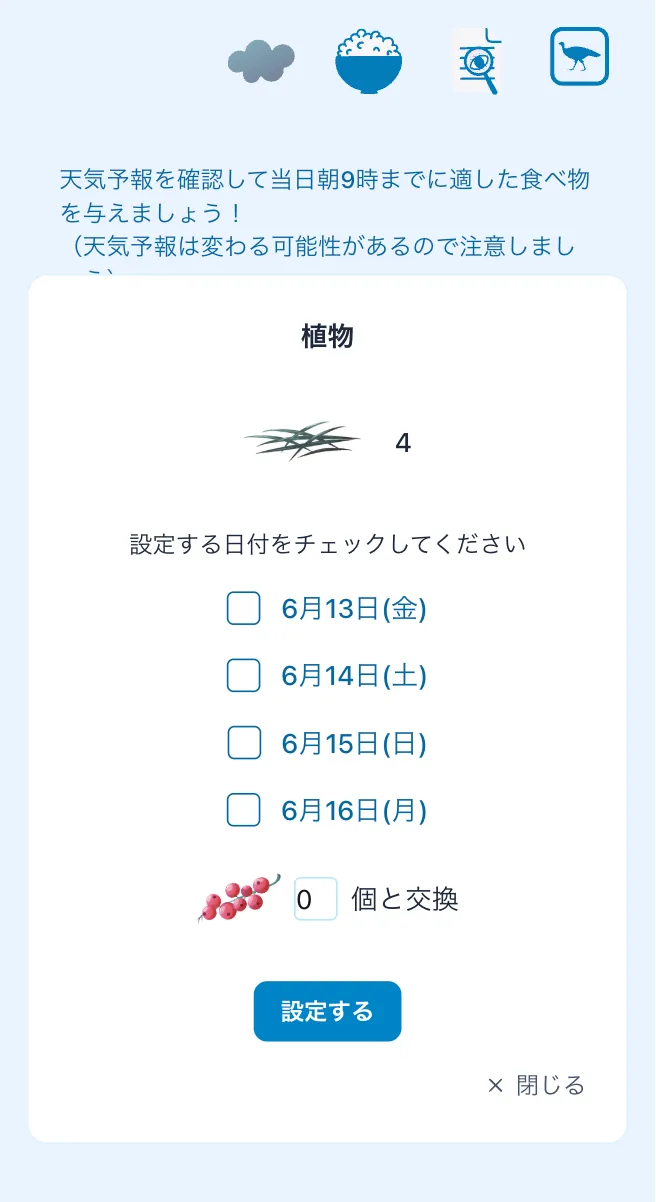 天気予報を確認して当日朝9時までに適した食べ物
を与えましょう！
（天気予報は変わる可能性があるので注意しまし
植物
4
設定する日付をチェックしてください
6月13日(金)
6月14日(土)
6月15日(日)
6月16日(月)
0 個と交換
設定する
× 閉じる